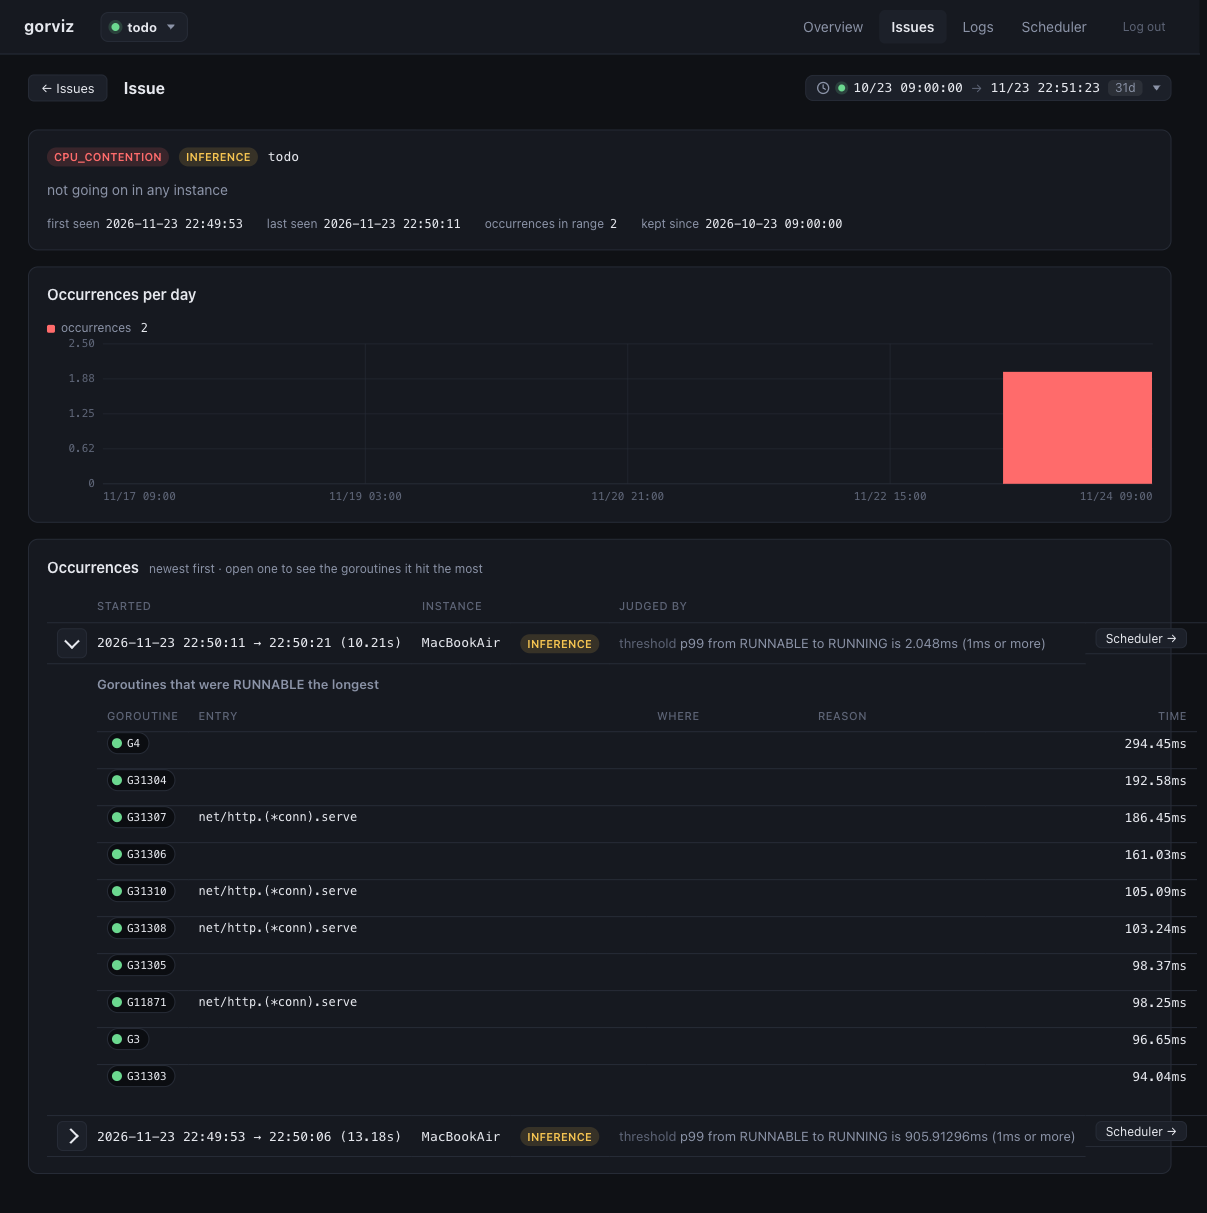 gorviz
todo
Overview Issues Logs Scheduler Log out
← Issues Issue
10/23 09:00:00 → 11/23 22:51:23 31d
CPU_CONTENTION INFERENCE todo
not going on in any instance
first seen 2026-11-23 22:49:53 last seen 2026-11-23 22:50:11 occurrences in range 2 kept since 2026-10-23 09:00:00
Occurrences per day
occurrences 2
2.50
1.88
1.25
0.62
0
11/17 09:00 11/19 03:00 11/20 21:00 11/22 15:00 11/24 09:00
Occurrences newest first · open one to see the goroutines it hit the most
STARTED INSTANCE JUDGED BY
2026-11-23 22:50:11 → 22:50:21 (10.21s) MacBookAir INFERENCE threshold p99 from RUNNABLE to RUNNING is 2.048ms (1ms or more) Scheduler →
Goroutines that were RUNNABLE the longest
GOROUTINE ENTRY WHERE REASON TIME
G4 294.45ms
G31304 192.58ms
G31307 net/http.(*conn).serve 186.45ms
G31306 161.03ms
G31310 net/http.(*conn).serve 105.09ms
G31308 net/http.(*conn).serve 103.24ms
G31305 98.37ms
G11871 net/http.(*conn).serve 98.25ms
G3 96.65ms
G31303 94.04ms
2026-11-23 22:49:53 → 22:50:06 (13.18s) MacBookAir INFERENCE threshold p99 from RUNNABLE to RUNNING is 905.91296ms (1ms or more) Scheduler →